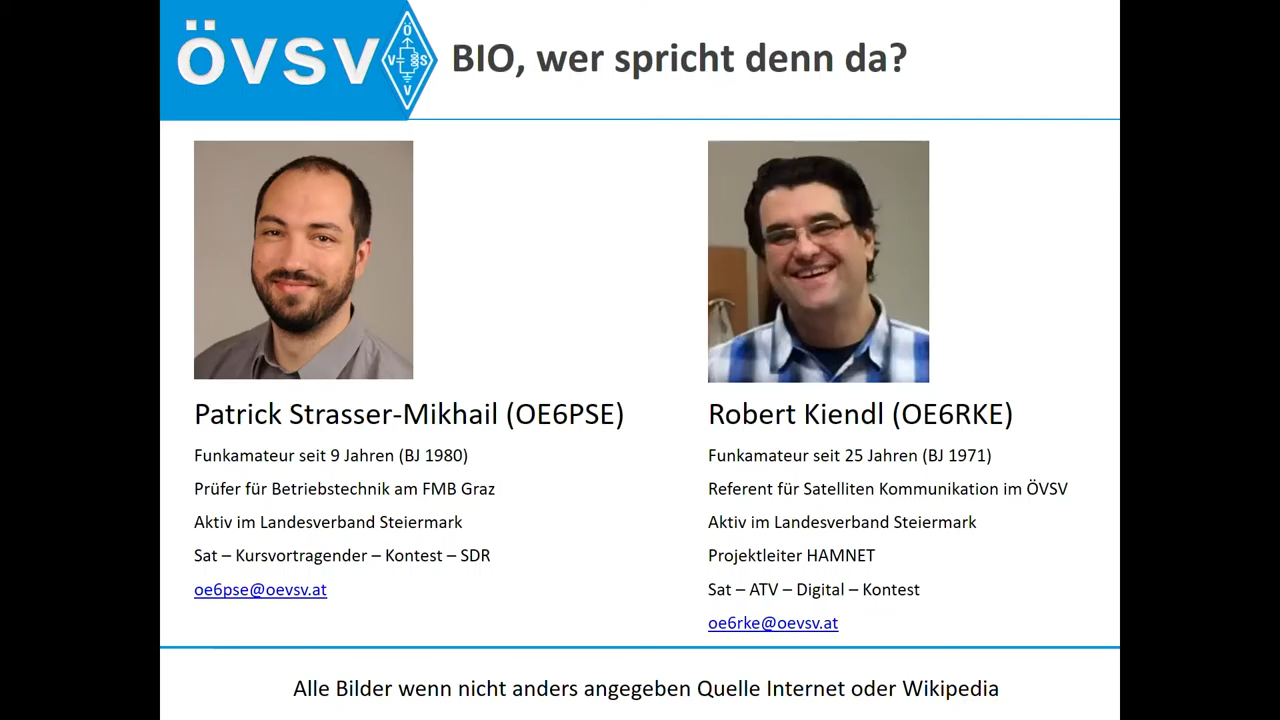 ÖVSV
Ö
V S
V
BIO, wer spricht denn da?
Patrick Strasser-Mikhail (OE6PSE)
Funkamateur seit 9 Jahren (BJ 1980)
Prüfer für Betriebstechnik am FMB Graz
Aktiv im Landesverband Steiermark
Sat – Kursvortragender – Kontest – SDR
oe6pse@oevsv.at
Robert Kiendl (OE6RKE)
Funkamateur seit 25 Jahren (BJ 1971)
Referent für Satelliten Kommunikation im ÖVSV
Aktiv im Landesverband Steiermark
Projektleiter HAMNET
Sat – ATV – Digital – Kontest
oe6rke@oevsv.at
Alle Bilder wenn nicht anders angegeben Quelle Internet oder Wikipedia